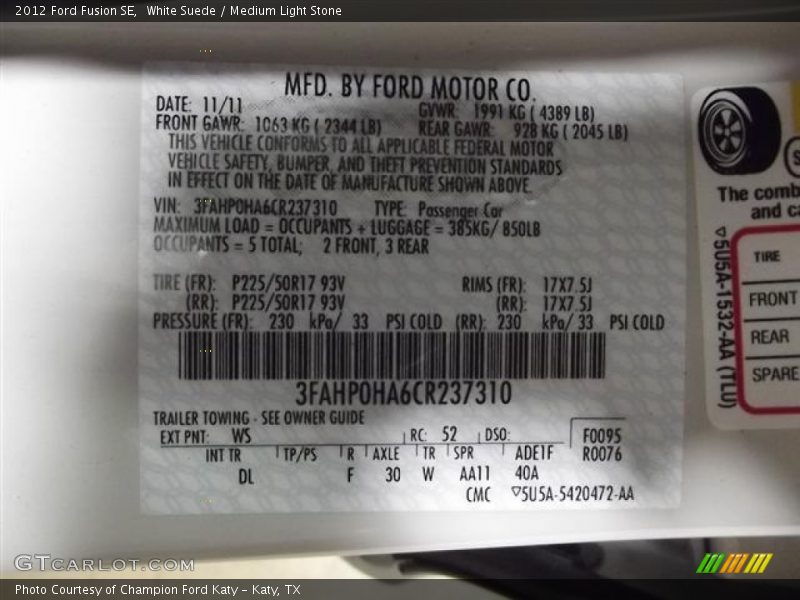 2012 Ford Fusion SE,  White Suede / Medium Light Stone
MFD. BY FORD MOTOR CO.
DATE: 11/11 GVWR: 1991 KG ( 4389 LB)
FRONT GAWR: 1063 KG ( 2344 LB) REAR GAWR: 928 KG ( 2045 LB)
THIS VEHICLE CONFORMS TO ALL APPLICABLE FEDERAL MOTOR
VEHICLE SAFETY, BUMPER, AND THEFT PREVENTION STANDARDS
IN EFFECT ON THE DATE OF MANUFACTURE SHOWN ABOVE.
VIN: 3FAHP0HA6CR237310 TYPE: Passenger Car
MAXIMUM LOAD = OCCUPANTS + LUGGAGE = 385KG/ 850LB
OCCUPANTS = 5 TOTAL; 2 FRONT, 3 REAR
TIRE (FR): P225/50R17 93V RIMS (FR): 17X7.5J
(RR): P225/50R17 93V (RR): 17X7.5J
PRESSURE (FR): 230 kPa/ 33 PSI COLD (RR): 230 kPa/ 33 PSI COLD
3FAHP0HA6CR237310
TRAILER TOWING - SEE OWNER GUIDE
EXT PNT: WS RC: 52 DSO: F0095
INT TR TP/PS R AXLE TR SPR ADE1F R0076
DL F 30 W AA11 40A
CMC ▽5U5A-5420472-AA
The comb
and ca
▽5U5A-1532-AA (TLU)
TIRE
FRONT
REAR
SPARE
GTcarlot.com
Photo Courtesy of Champion Ford Katy - Katy, TX